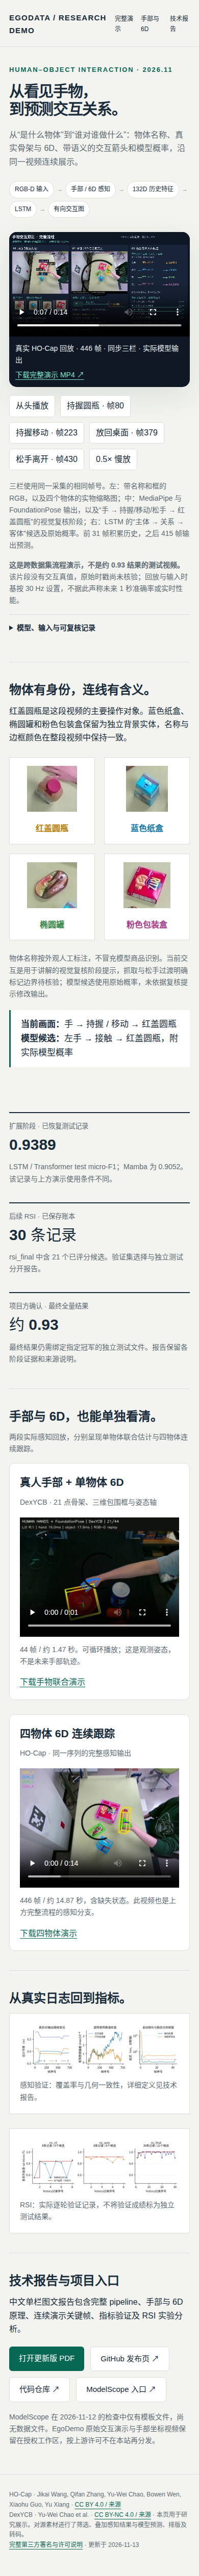 EGODATA / RESEARCH
DEMO
完整演
示
手部与
6D
技术报
告
HUMAN–OBJECT INTERACTION · 2026.11
从看见手物，
到预测交互关系。
从“是什么物体”到“谁对谁做什么”：物体名称、真
实骨架与 6D、带语义的交互箭头和模型概率，沿
同一视频连续展示。
RGB-D 输入 → 手部 / 6D 感知 → 132D 历史特征 →
LSTM → 有向交互图
0:07 / 0:14
真实 HO-Cap 回放 · 446 帧 · 同步三栏 · 实际模型输
出
下载完整演示 MP4 ↗
从头播放 持握圆瓶 · 帧80
持握移动 · 帧223 放回桌面 · 帧379
松手离开 · 帧430 0.5× 慢放
三栏使用同一采集的相同帧号。左：带名称和框的
RGB，以及四个物体的实物缩略图；中：MediaPipe 与
FoundationPose 输出，以及“手 → 持握/移动/松手 → 红
盖圆瓶”的视觉复核阶段；右：LSTM 的“主体 → 关系 →
客体”候选及原始概率。前 31 帧积累历史，之后 415 帧输
出预测。
这是跨数据集流程演示，不是约 0.93 结果的测试视频。
该片段没有交互真值，原始时戳尚未核验；回放与输入时
基按 30 Hz 设置，不据此声称未来 1 秒准确率或实时性
能。
▶ 模型、输入与可复核记录
物体有身份，连线有含义。
红盖圆瓶是这段视频的主要操作对象。蓝色纸盒、
椭圆罐和粉色包装盒保留为独立背景实体，名称与
边框颜色在整段视频中保持一致。
红盖圆瓶
蓝色纸盒
椭圆罐
粉色包装盒
物体名称按外观人工标注，不冒充模型商品识别。当前交
互是用于讲解的视觉复核阶段提示，抓取与松手过渡明确
标记边界待核验；模型候选使用原始概率，未依据复核提
示修改输出。
当前画面：手 → 持握 / 移动 → 红盖圆瓶
模型候选：左手 → 接触 → 红盖圆瓶，附
实际模型概率
扩展阶段 · 已恢复测试记录
0.9389
LSTM / Transformer test micro-F1；Mamba 为 0.9052。
该记录与上方演示使用条件不同。
后续 RSI · 已保存账本
30 条记录
rsi_final 中含 21 个已评分候选。验证集选择与独立测试
分开报告。
项目方确认 · 最终全量结果
约 0.93
最终结果仍需绑定指定冠军的独立测试文件。报告保留各
阶段证据和来源说明。
手部与 6D，也能单独看清。
两段实际感知回放，分别呈现单物体联合估计与四物体连
续跟踪。
真人手部 + 单物体 6D
DexYCB · 21 点骨架、三维包围框与姿态轴
0:00 / 0:01
44 帧 / 约 1.47 秒。可循环播放；这是观测姿态，
不是未来手部轨迹。
下载手物联合演示
四物体 6D 连续跟踪
HO-Cap · 同一序列的完整感知输出
0:00 / 0:14
446 帧 / 约 14.87 秒，含缺失状态。此视频也是上
方完整流程的感知分支。
下载四物体演示
从真实日志回到指标。
感知验证：覆盖率与几何一致性，详细定义见技术
报告。
RSI：实际逐轮验证记录，不将验证成绩标为独立
测试结果。
技术报告与项目入口
中文单栏图文报告包含完整 pipeline、手部与 6D
原理、连续演示关键帧、指标验证及 RSI 实验分
析。
打开更新版 PDF GitHub 发布页 ↗
代码仓库 ↗ ModelScope 入口 ↗
ModelScope 在 2026-11-12 的检查中仅有模板文件，尚
无数据文件。EgoDemo 原始交互演示与手部坐标视频保
留在授权工作区，按上游许可不在本站再分发。
HO-Cap · Jikai Wang, Qifan Zhang, Yu-Wei Chao, Bowen Wen,
Xiaohu Guo, Yu Xiang · CC BY 4.0 / 来源
DexYCB · Yu-Wei Chao et al. · CC BY-NC 4.0 / 来源 · 本页用于研
究展示。对源素材进行了筛选、叠加感知结果与模型预测、排版及
转码。
完整第三方署名与许可说明 · 更新于 2026-11-13